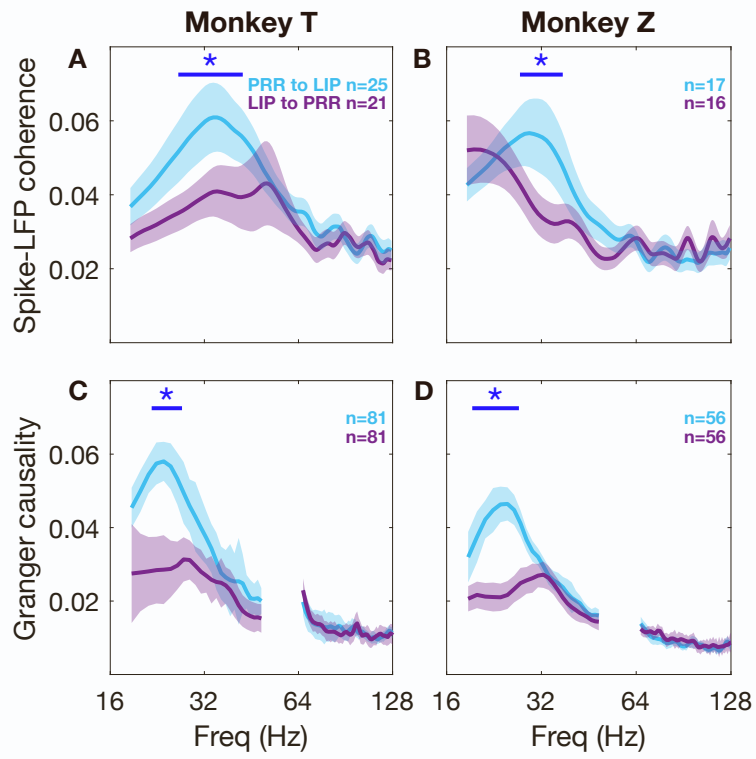 Monkey T
Monkey Z
A
*
PRR to LIP n=25
LIP to PRR n=21
B
*
n=17
n=16
Spike-LFP coherence
0.06
0.04
0.02
C
*
n=81
n=81
D
*
n=56
n=56
Granger causality
0.06
0.04
0.02
16 32 64 128
16 32 64 128
Freq (Hz)
Freq (Hz)